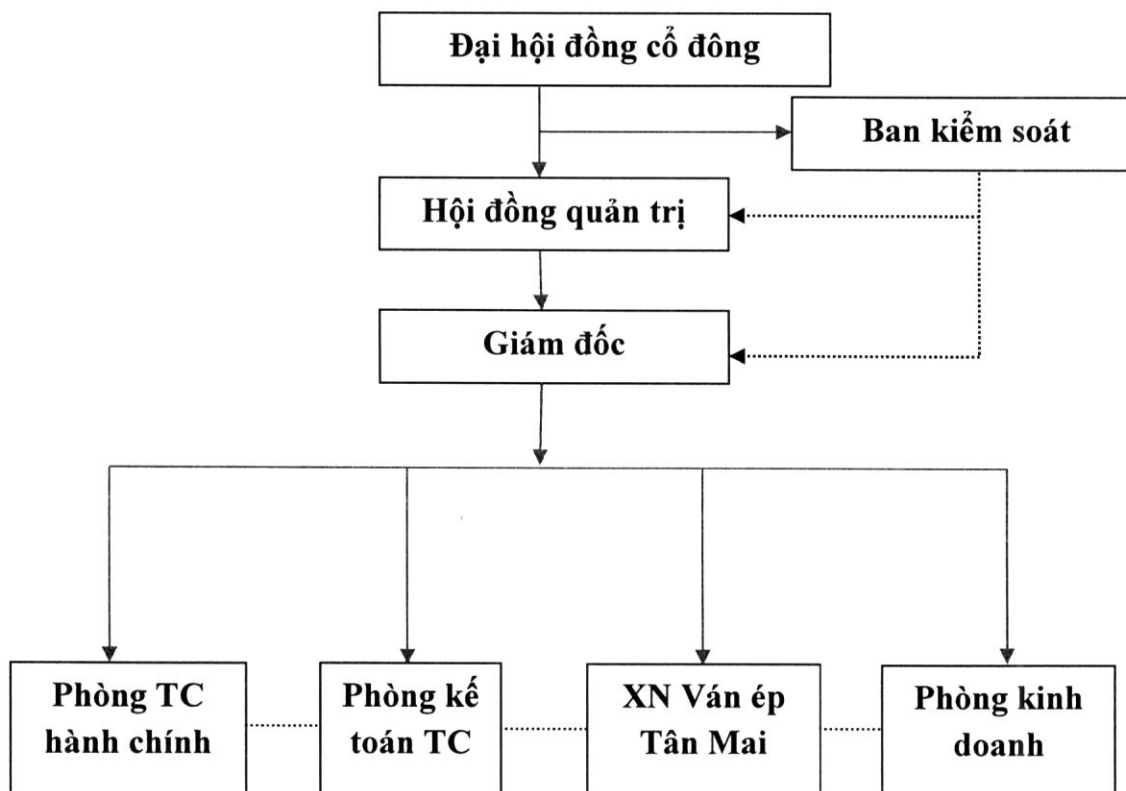 Đại hội đồng cổ đông
Ban kiểm soát
Hội đồng quản trị
Giám đốc
Phòng TC
hành chính
Phòng kế
toán TC
XN Ván ép
Tân Mai
Phòng kinh
doanh